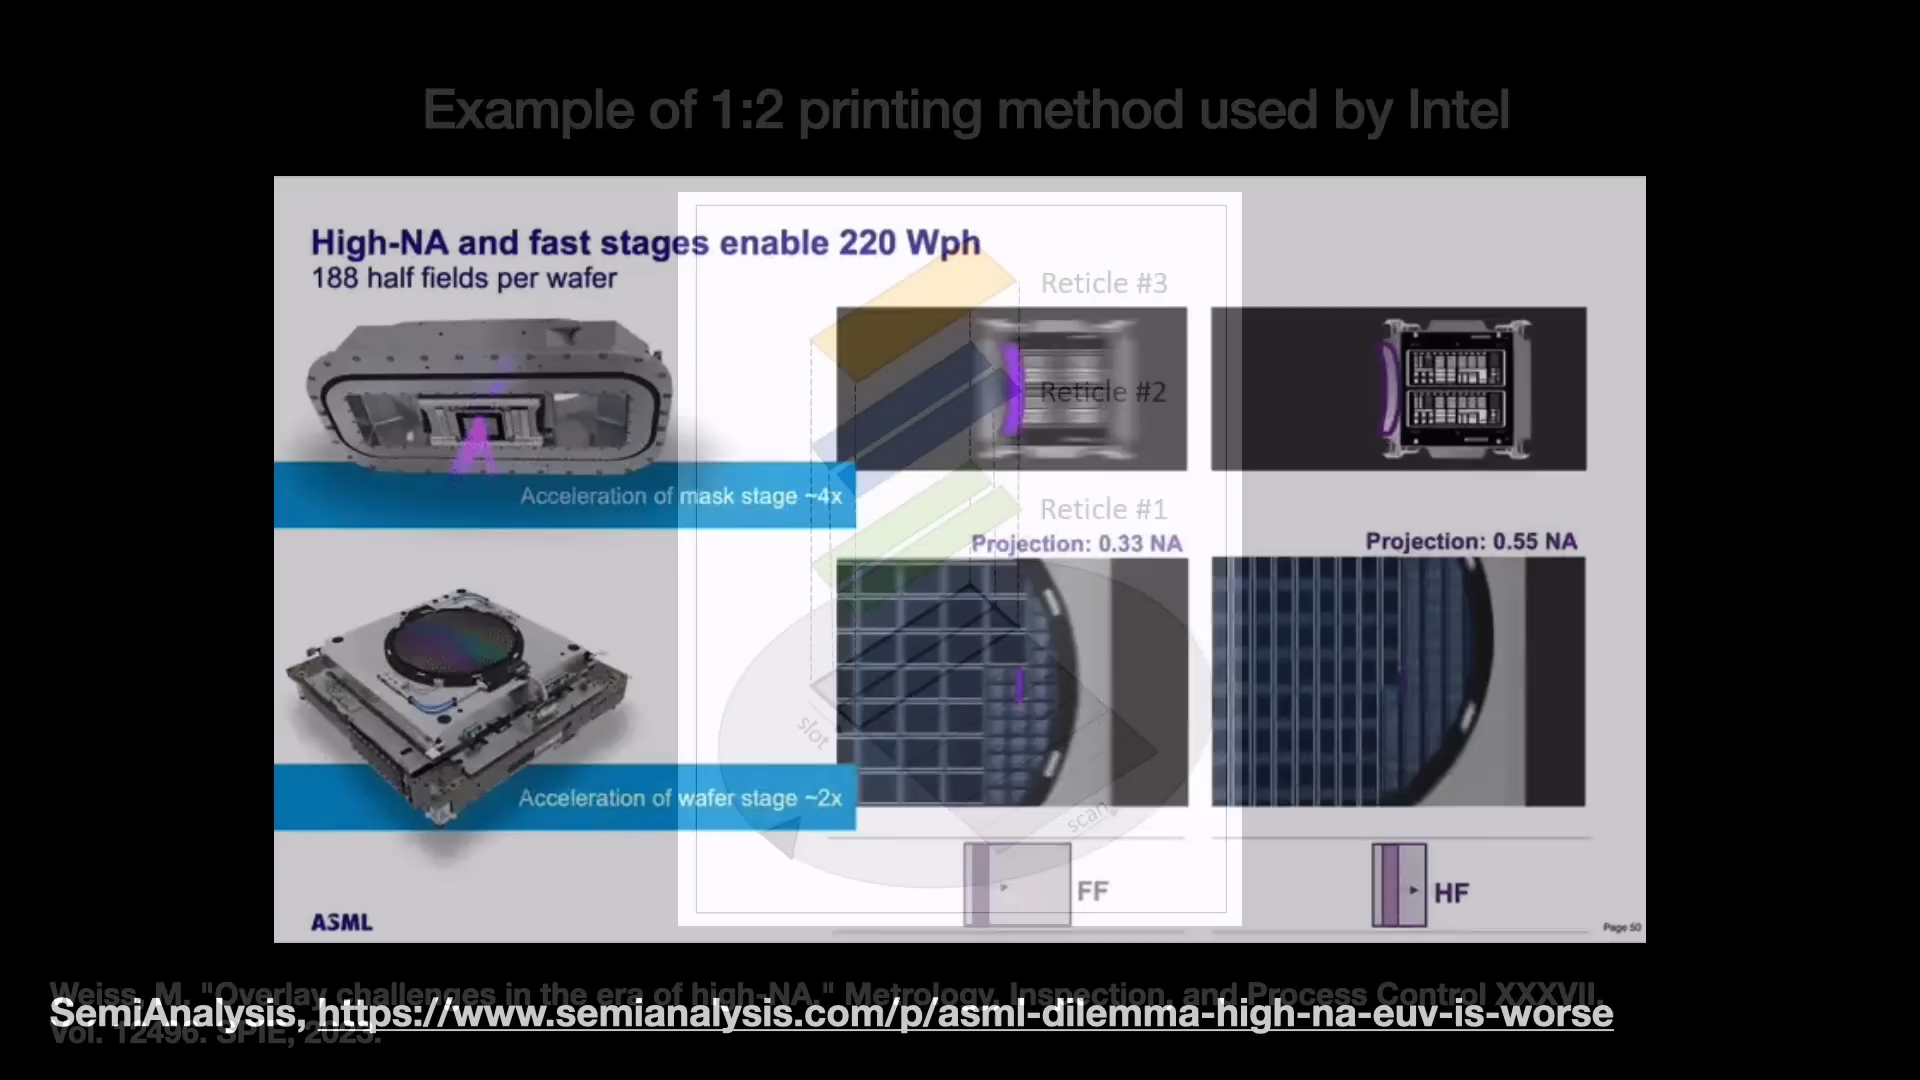 Example of 1:2 printing method used by Intel
High-NA and fast stages enable 220 Wph
188 half fields per wafer
Reticle #3
Reticle #2
Acceleration of mask stage ~4x
Reticle #1
Projection: 0.33 NA
Projection: 0.55 NA
slot
Acceleration of wafer stage ~2x
scan
FF
HF
ASML
Page 50
Weiss, M. "Overlay challenges in the era of high-NA." Metrology, Inspection, and Process Control XXXVII.
Vol. 12496. SPIE, 2023.
SemiAnalysis, https://www.semianalysis.com/p/asml-dilemma-high-na-euv-is-worse